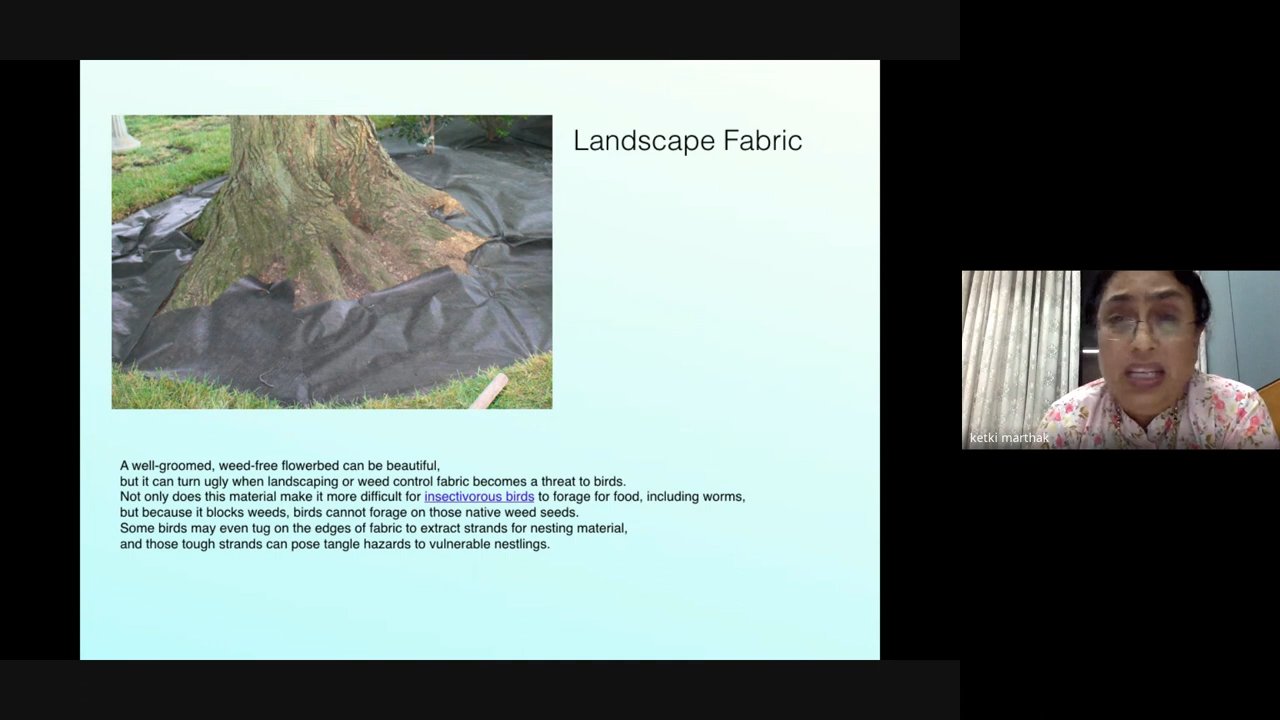 Landscape Fabric
A well-groomed, weed-free flowerbed can be beautiful,
but it can turn ugly when landscaping or weed control fabric becomes a threat to birds.
Not only does this material make it more difficult for insectivorous birds to forage for food, including worms,
but because it blocks weeds, birds cannot forage on those native weed seeds.
Some birds may even tug on the edges of fabric to extract strands for nesting material,
and those tough strands can pose tangle hazards to vulnerable nestlings.
ketki marthak